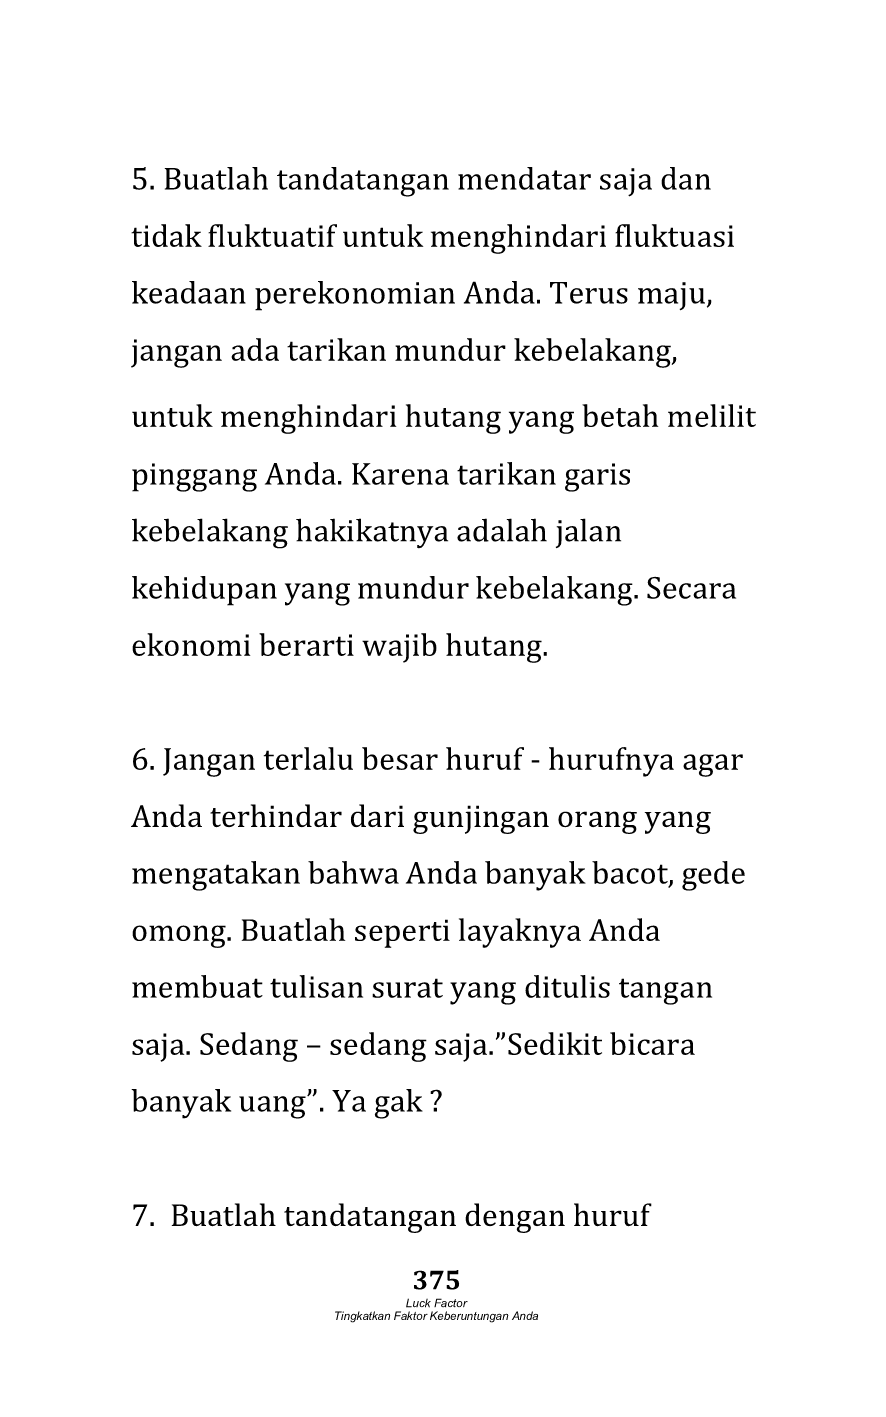 5. Buatlah tandatangan mendatar saja dan
tidak fluktuatif untuk menghindari fluktuasi
keadaan perekonomian Anda. Terus maju,
jangan ada tarikan mundur kebelakang,
untuk menghindari hutang yang betah melilit
pinggang Anda. Karena tarikan garis
kebelakang hakikatnya adalah jalan
kehidupan yang mundur kebelakang. Secara
ekonomi berarti wajib hutang.
6. Jangan terlalu besar huruf - hurufnya agar
Anda terhindar dari gunjingan orang yang
mengatakan bahwa Anda banyak bacot, gede
omong. Buatlah seperti layaknya Anda
membuat tulisan surat yang ditulis tangan
saja. Sedang – sedang saja.”Sedikit bicara
banyak uang”. Ya gak ?
7.  Buatlah tandatangan dengan huruf
375
Luck Factor
Tingkatkan Faktor Keberuntungan Anda